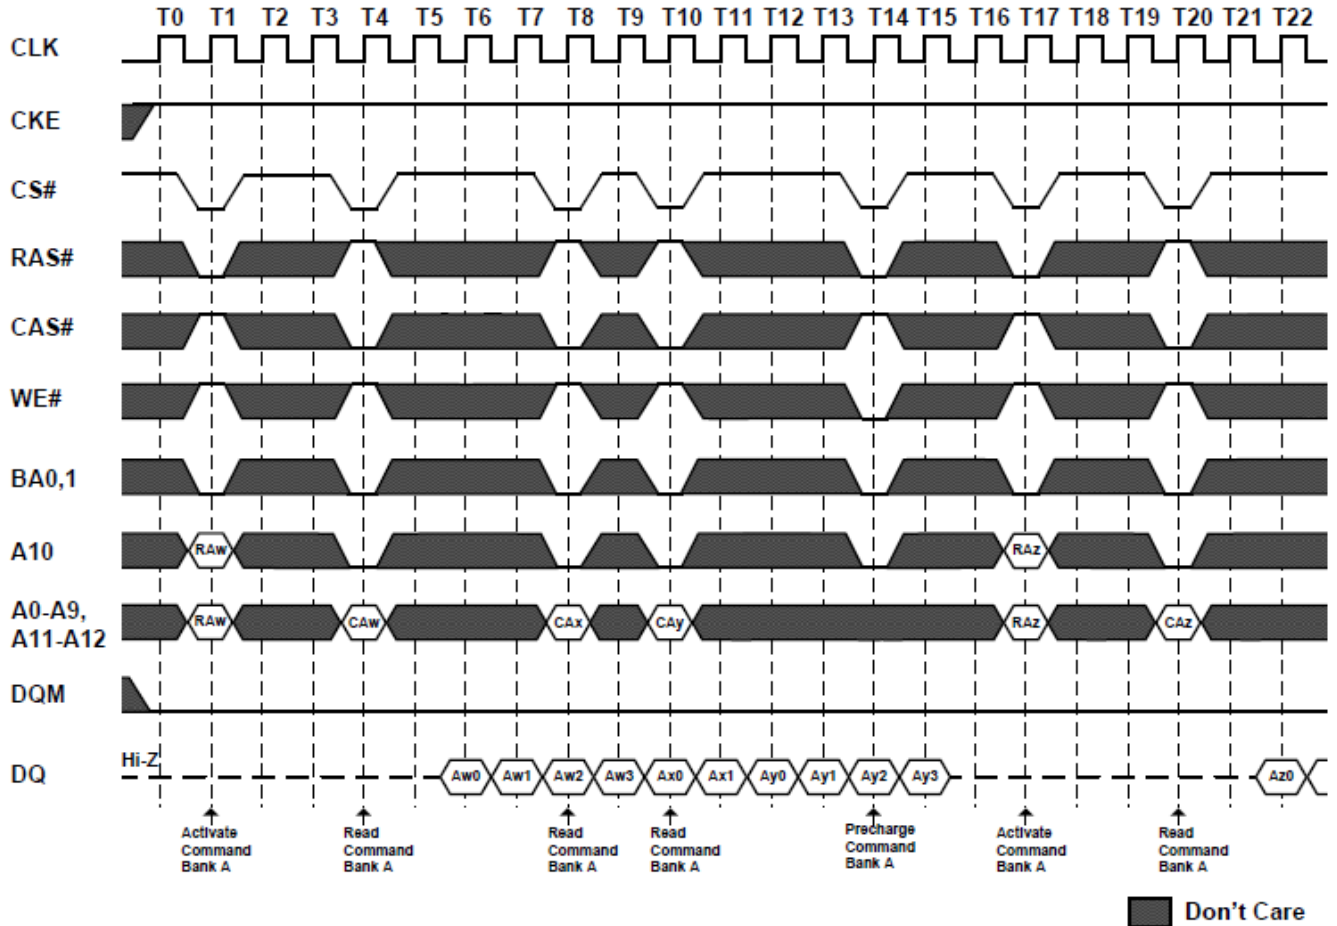 T0 T1 T2 T3 T4 T5 T6 T7 T8 T9 T10 T11 T12 T13 T14 T15 T16 T17 T18 T19 T20 T21 T22
CLK
CKE
CS#
RAS#
CAS#
WE#
BA0,1
A10
RAw
RAz
A0-A9,
A11-A12
RAw
CAw
CAx
CAy
RAz
CAz
DQM
DQ
Hi-Z
Aw0 Aw1 Aw2 Aw3 Ax0 Ax1 Ay0 Ay1 Ay2 Ay3
Az0
Activate
Command
Bank A
Read
Command
Bank A
Read
Command
Bank A
Read
Command
Bank A
Precharge
Command
Bank A
Activate
Command
Bank A
Read
Command
Bank A
Don't Care